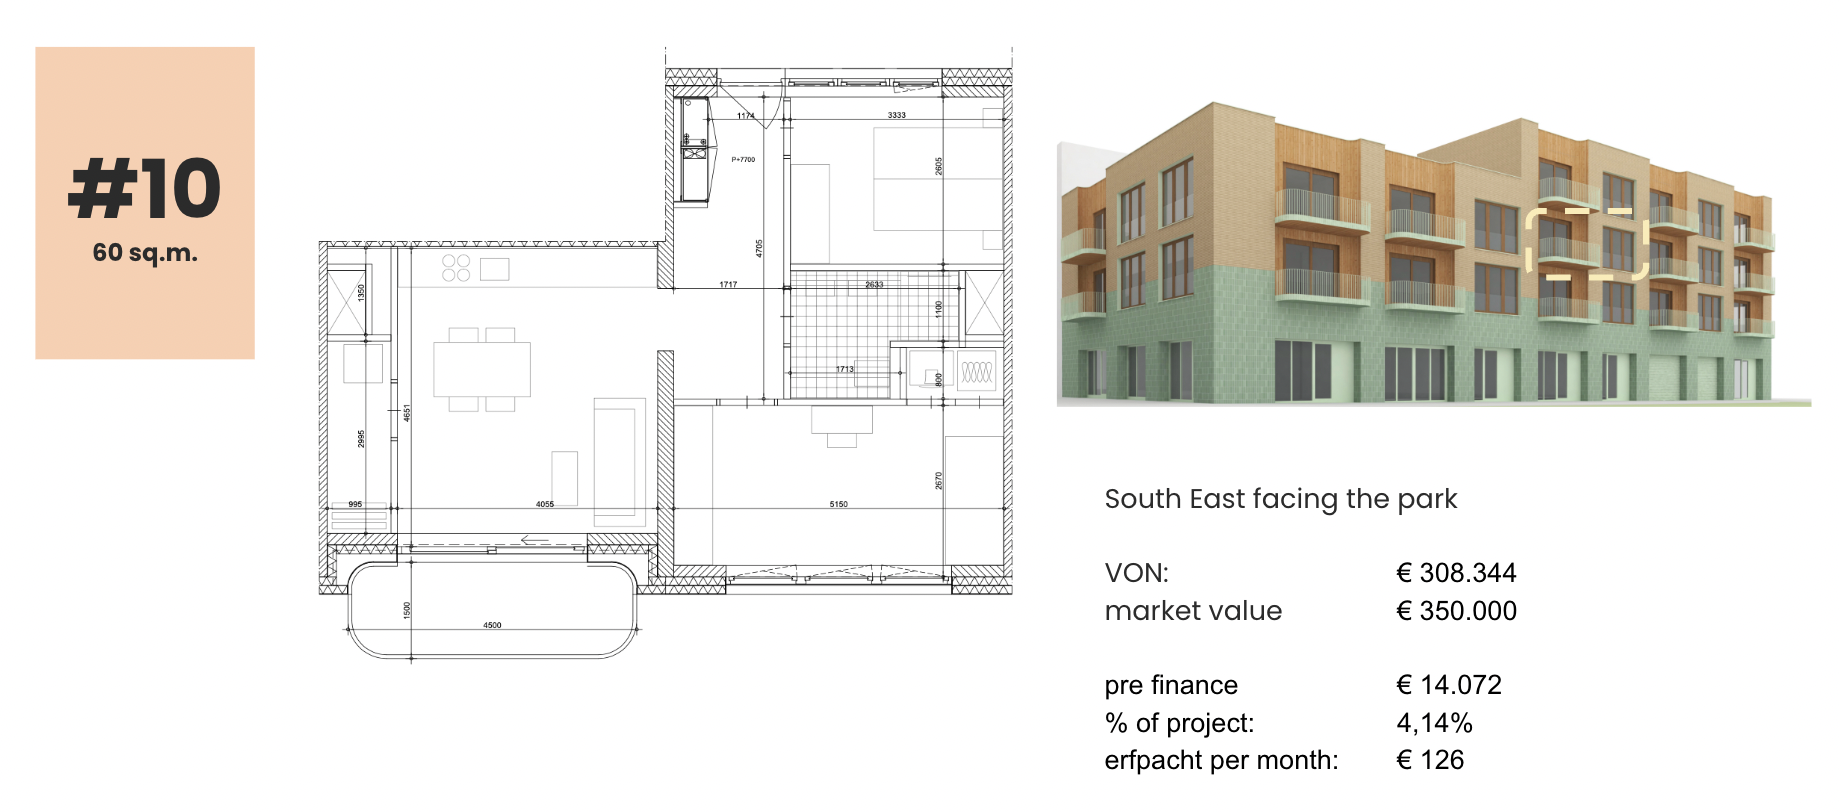 #10
60 sq.m.
1174
3333
P+7700
2605
4705
1717
2633
1350
1100
1713
800
4651
2995
2670
995
4055
5150
1500
4500
South East facing the park
VON: € 308.344
market value € 350.000
pre finance € 14.072
% of project: 4,14%
erfpacht per month: € 126